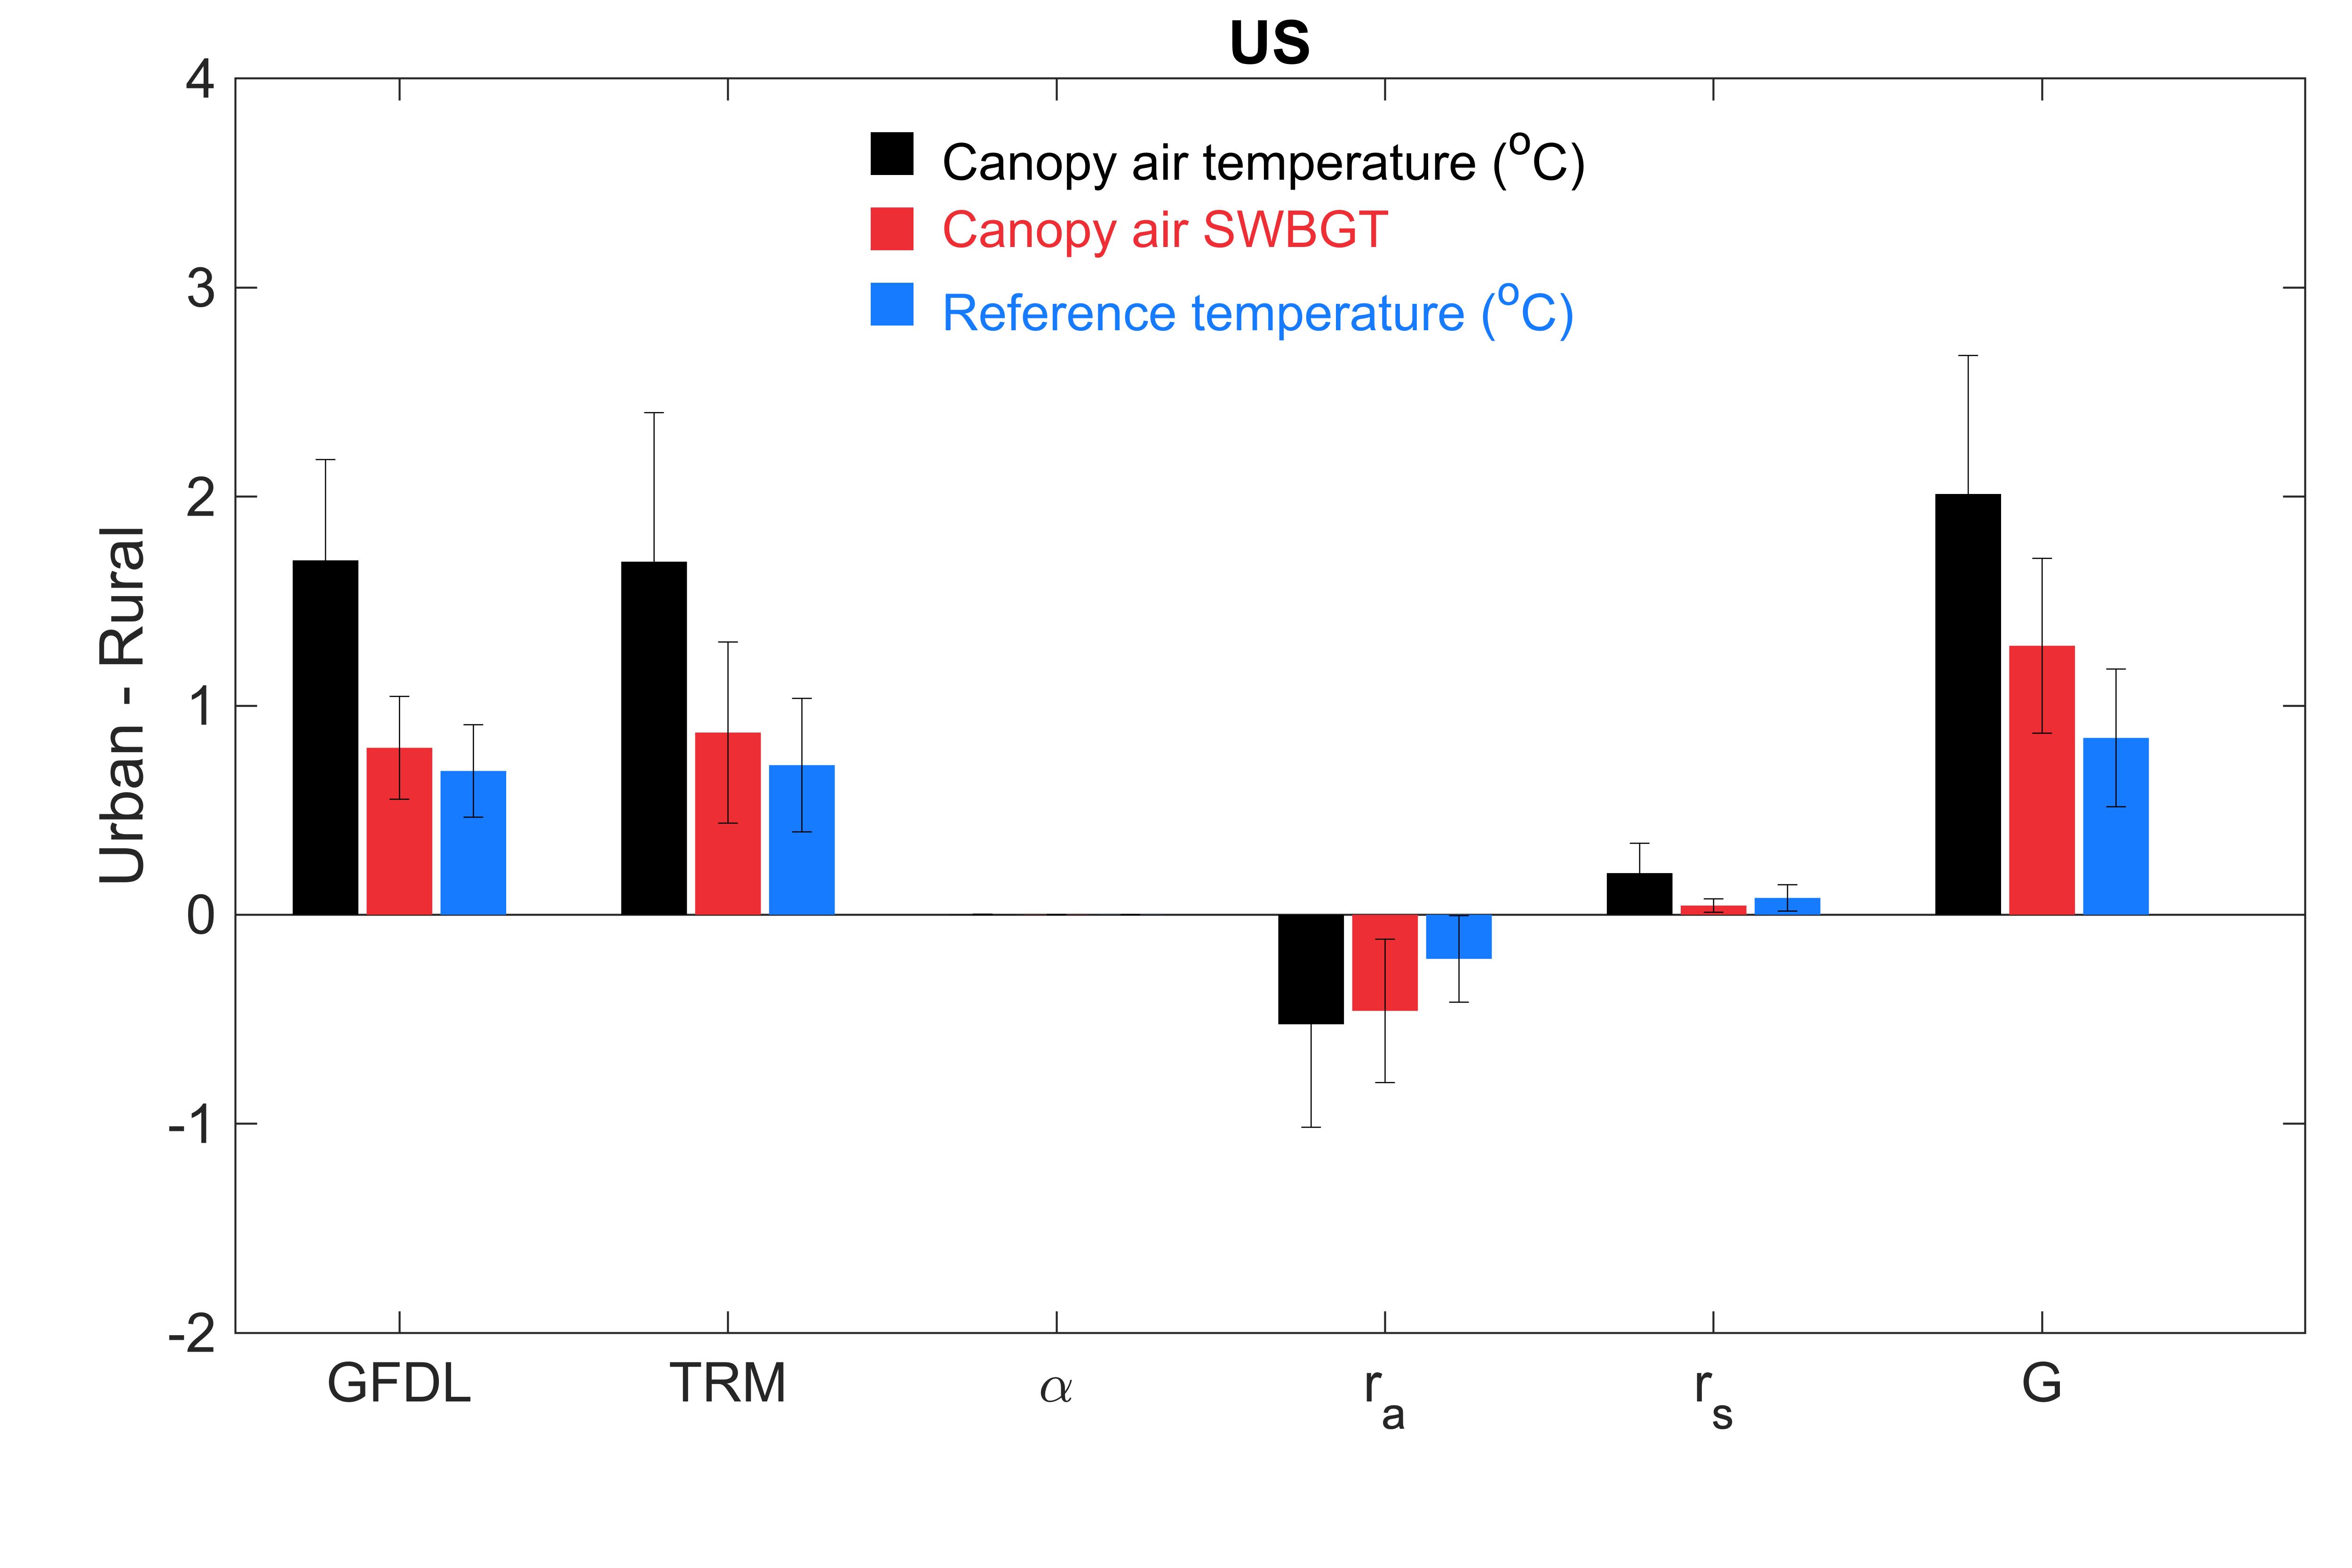 US
Canopy air temperature (ºC)
Canopy air SWBGT
Reference temperature (ºC)
Urban - Rural
4
3
2
1
0
-1
-2
GFDL TRM α rₐ rₛ G